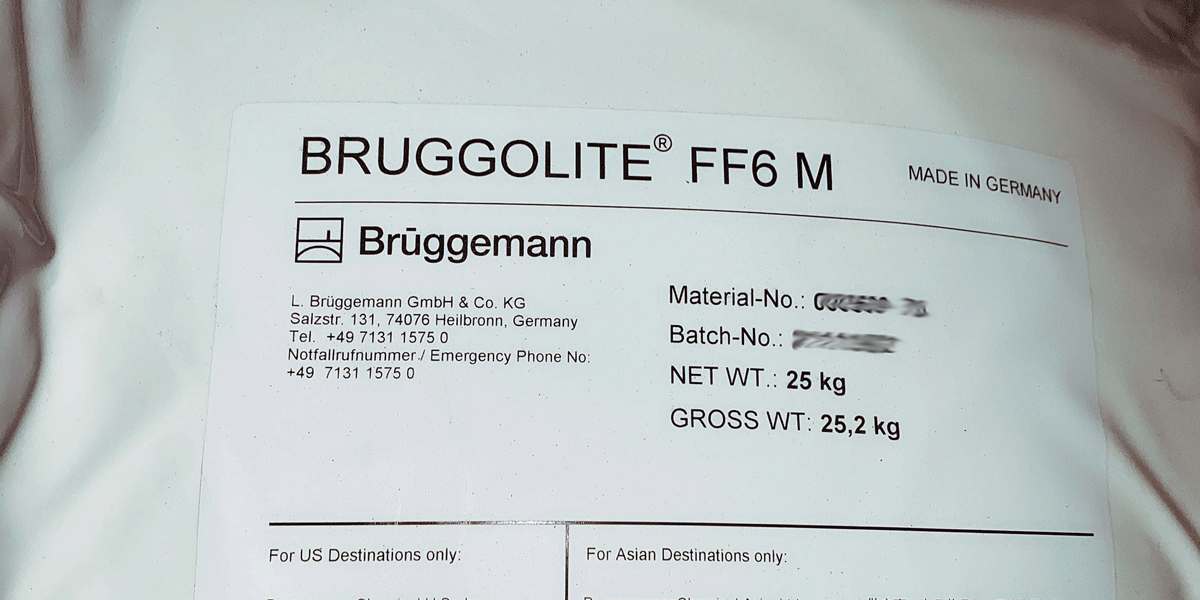 BRUGGOLITE® FF6 M
MADE IN GERMANY
Brüggemann
L. Brüggemann GmbH & Co. KG
Salzstr. 131, 74076 Heilbronn, Germany
Tel. +49 7131 1575 0
Notfallrufnummer./ Emergency Phone No:
+49 7131 1575 0
Material-No.:
Batch-No.:
NET WT.: 25 kg
GROSS WT: 25,2 kg
For US Destinations only:
For Asian Destinations only: